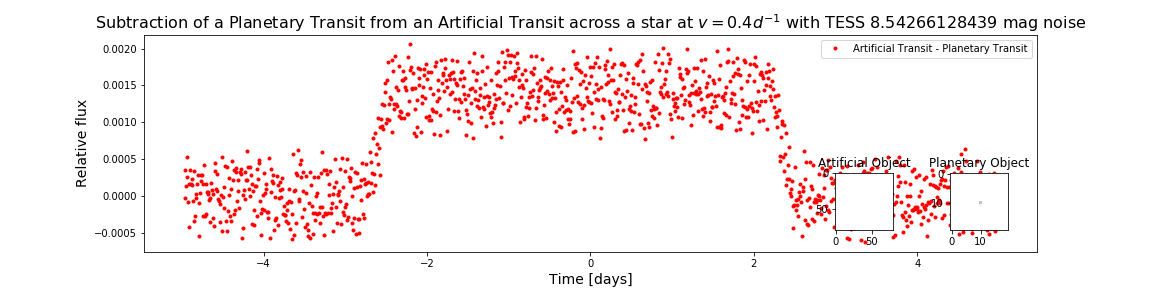 Subtraction of a Planetary Transit from an Artificial Transit across a star at v = 0.4d⁻¹ with TESS 8.54266128439 mag noise
Artificial Transit - Planetary Transit
Relative flux
0.0020
0.0015
0.0010
0.0005
0.0000
−0.0005
Artificial Object
0
50
0 50
Planetary Object
0
10
0 10
−4 −2 0 2 4
Time [days]